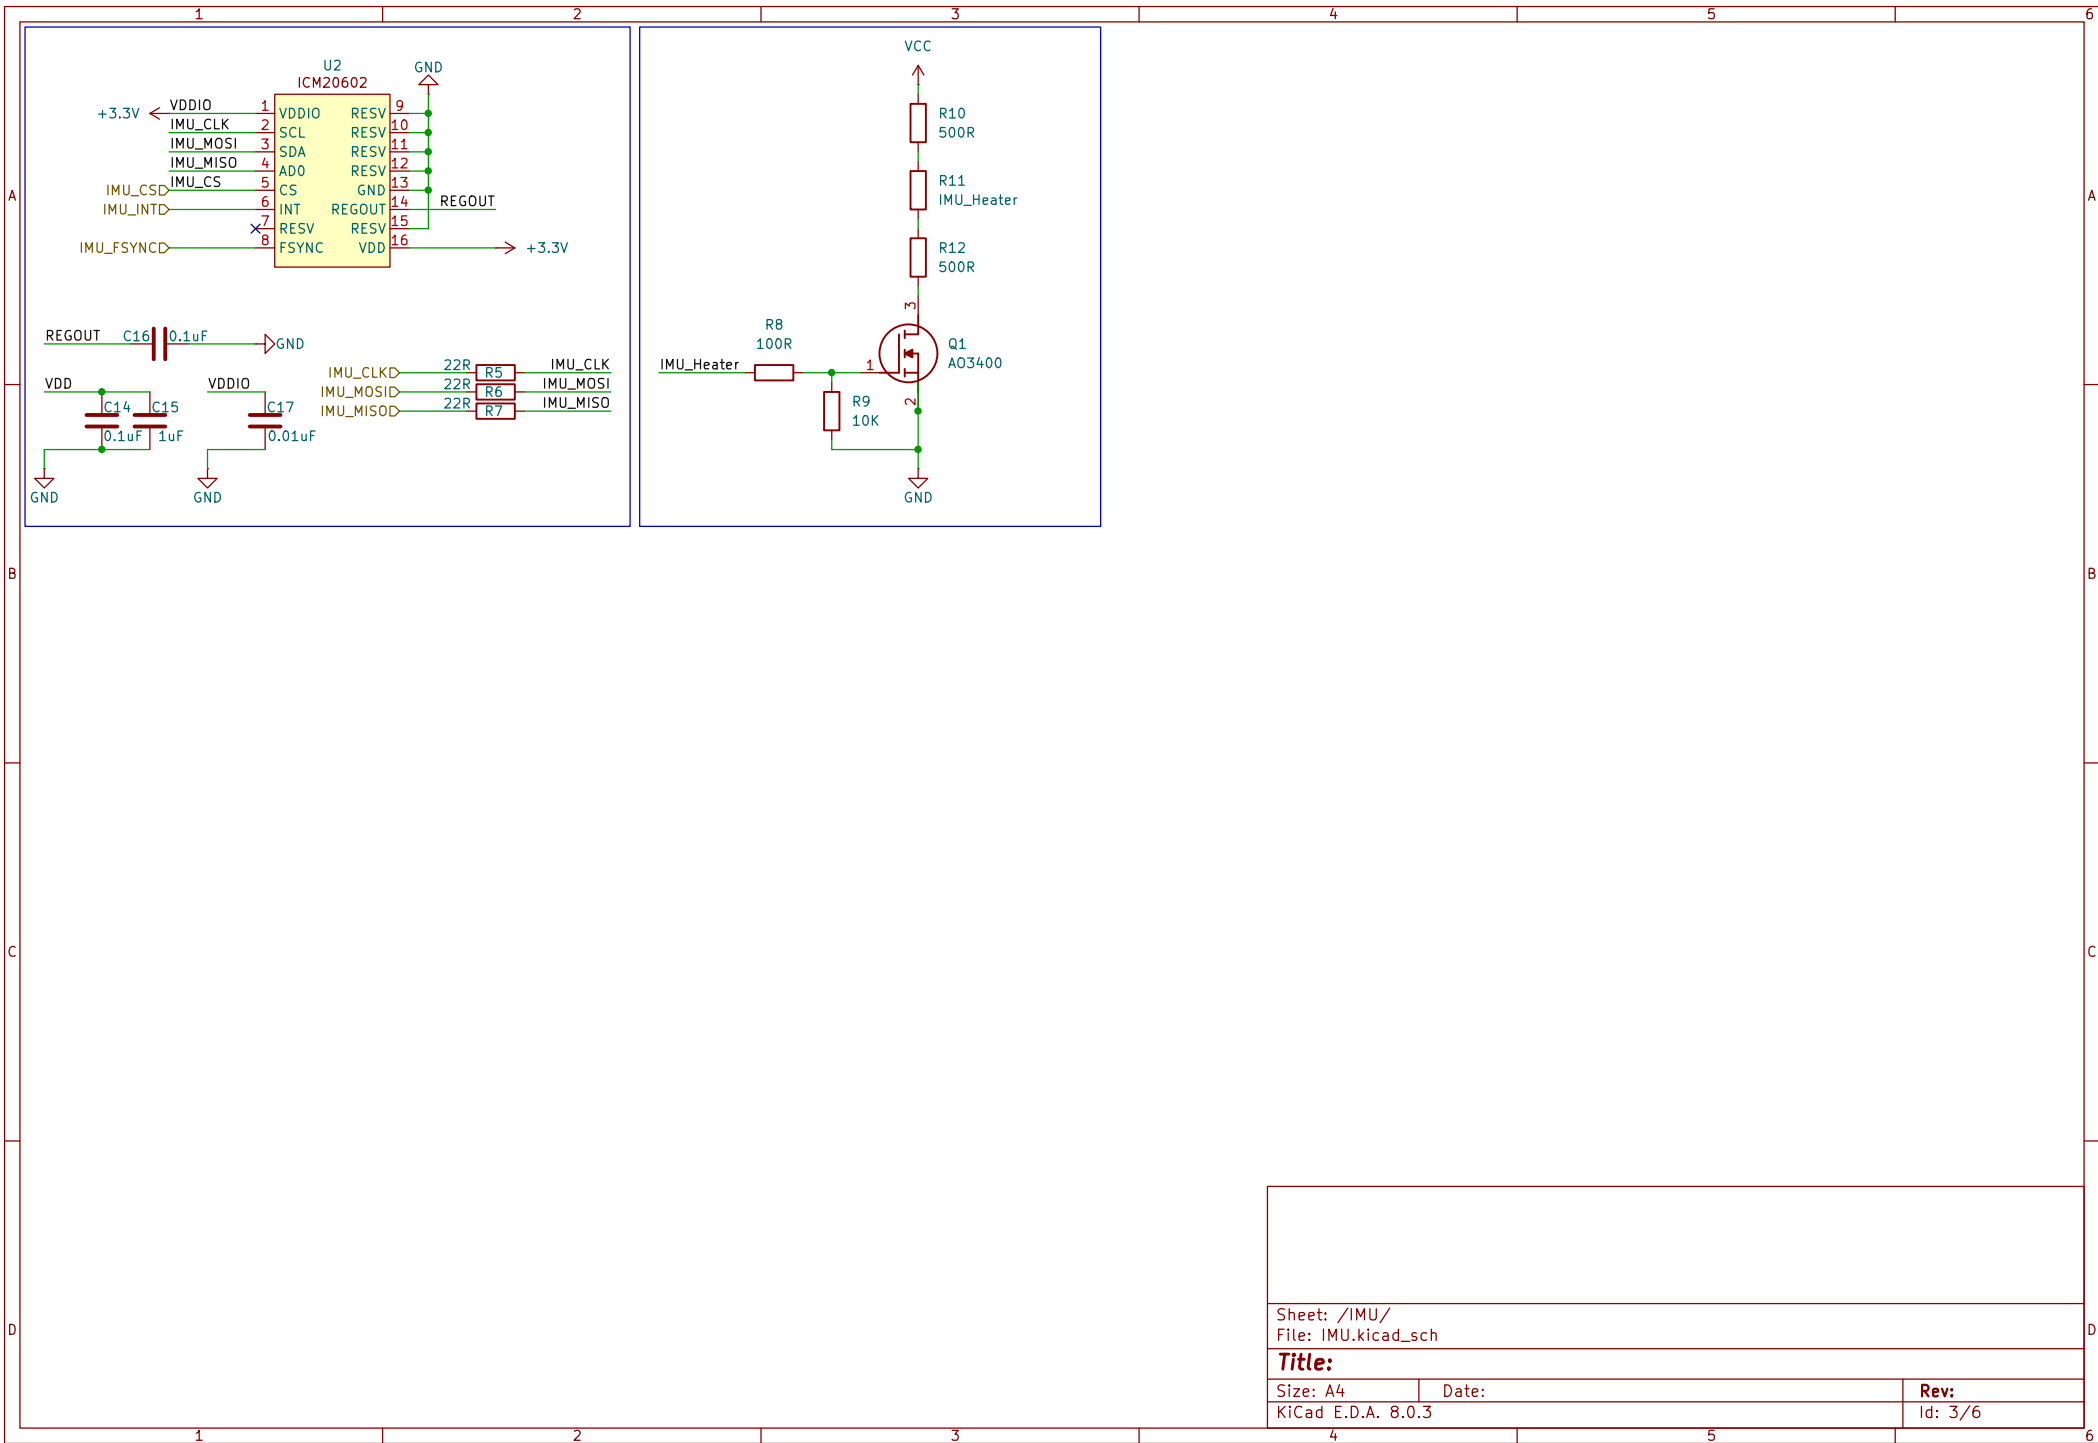 1 2 3 4 5 6
A B C D
U2
ICM20602
GND
+3.3V
VDDIO
IMU_CLK
IMU_MOSI
IMU_MISO
IMU_CS
IMU_CS
IMU_INT
IMU_FSYNC
1 VDDIO RESV 9
2 SCL RESV 10
3 SDA RESV 11
4 AD0 RESV 12
5 CS GND 13
6 INT REGOUT 14
7 RESV RESV 15
8 FSYNC VDD 16
REGOUT
+3.3V
REGOUT C16 0.1uF GND
VDD
C14 C15
0.1uF 1uF
GND
VDDIO
C17
0.01uF
GND
IMU_CLK 22R R5 IMU_CLK
IMU_MOSI 22R R6 IMU_MOSI
IMU_MISO 22R R7 IMU_MISO
VCC
R10
500R
R11
IMU_Heater
R12
500R
3
Q1
AO3400
1
2
R8
100R
IMU_Heater
R9
10K
GND
A B C D
Sheet: /IMU/
File: IMU.kicad_sch
Title:
Size: A4 Date: Rev:
KiCad E.D.A. 8.0.3 Id: 3/6
1 2 3 4 5 6